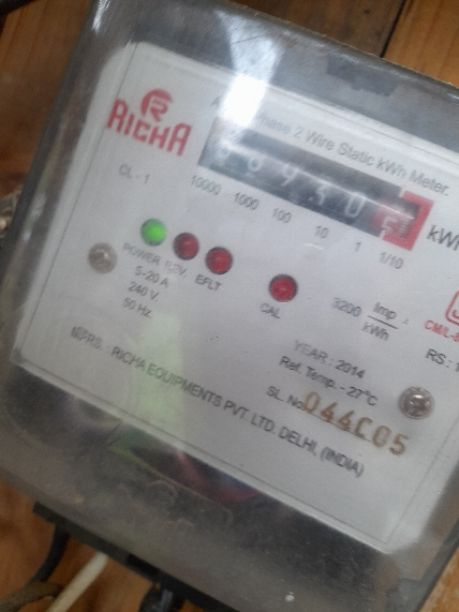 RICHA
Phase 2 Wire Static kWh Meter.
CL - 1
10000 1000 100 10 1 1/10
POWER REV. EFLT
5-20 A
240 V.
50 Hz.
CAL
3200 Imp
kWh
YEAR : 2014
Ref. Temp. - 27°C
RS :
SL. No. 044C05
MFRS. : RICHA EQUIPMENTS PVT. LTD. DELHI, (INDIA)